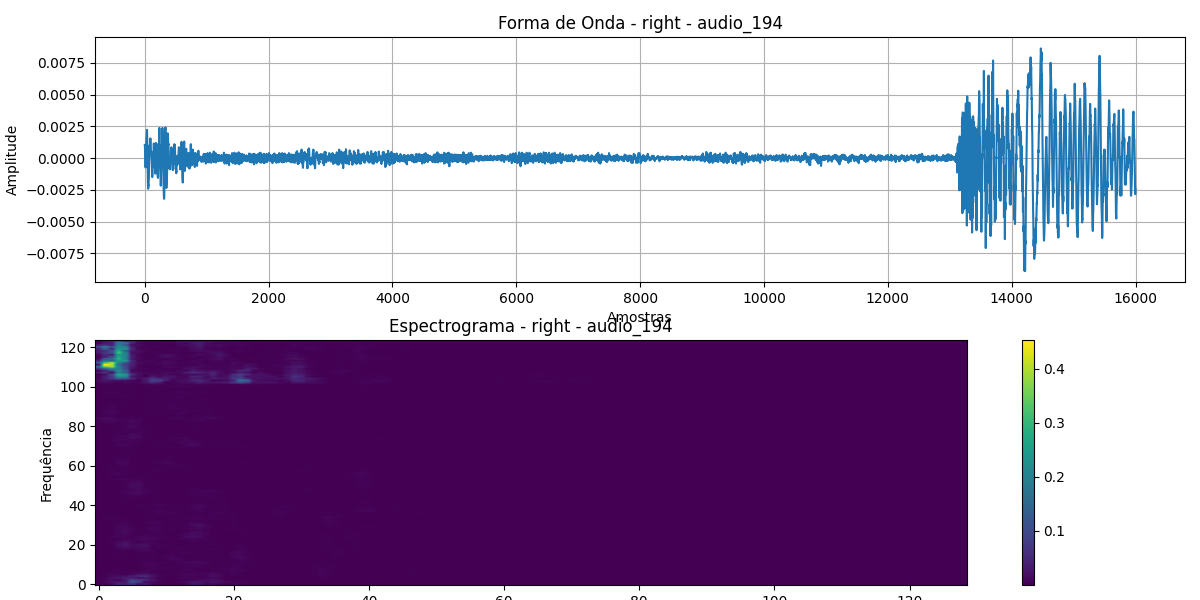 Forma de Onda - right - audio_194
Amplitude
0.0075
0.0050
0.0025
0.0000
−0.0025
−0.0050
−0.0075
0 2000 4000 6000 8000 10000 12000 14000 16000
Amostras
Espectrograma - right - audio_194
Frequência
120
100
80
60
40
20
0
0 20 40 60 80 100 120
0.4
0.3
0.2
0.1